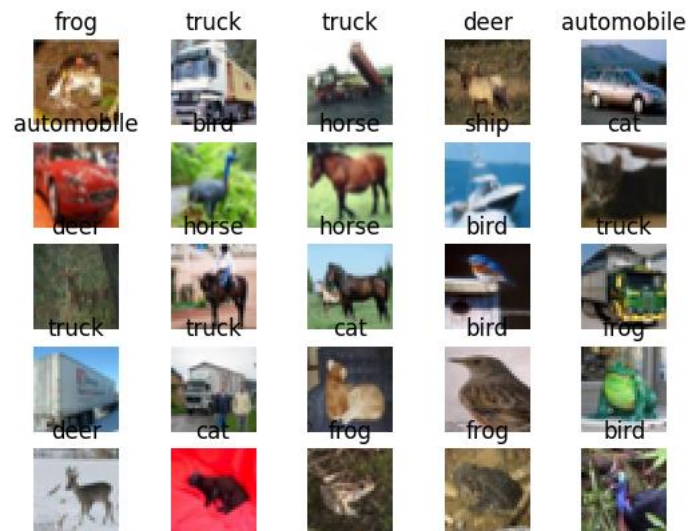 frog truck truck deer automobile
automobile bird horse ship cat
deer horse horse bird truck
truck truck cat bird frog
deer cat frog frog bird